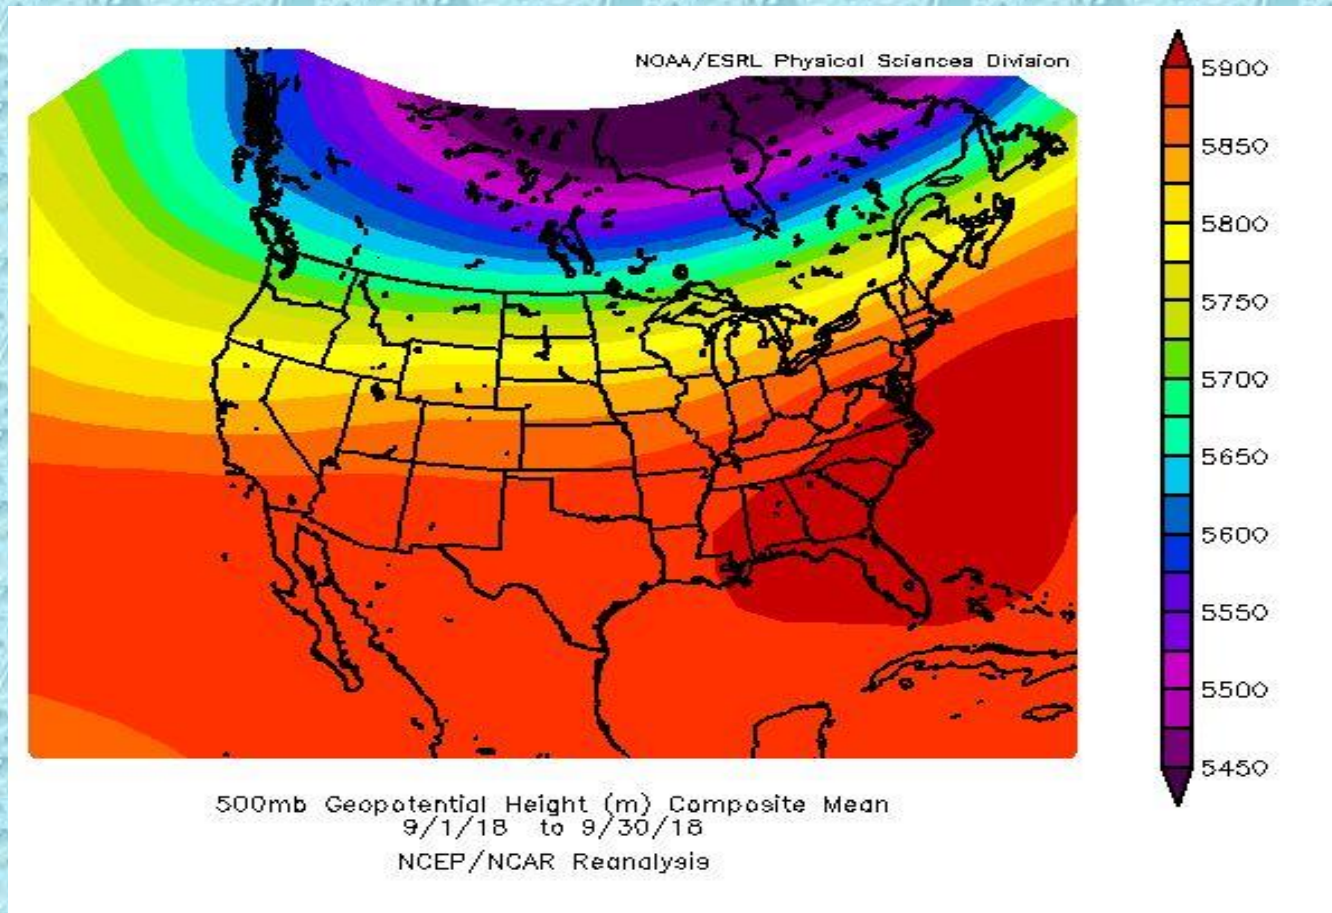 NOAA/ESRL Physical Sciences Division
5900
5850
5800
5750
5700
5650
5600
5550
5500
5450
500mb Geopotential Height (m) Composite Mean
9/1/18 to 9/30/18
NCEP/NCAR Reanalysis